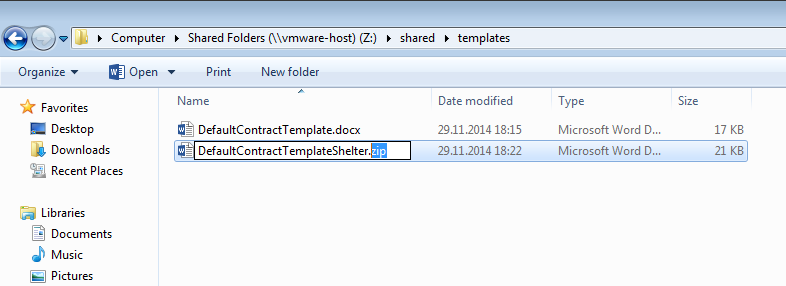 Computer ▸ Shared Folders (\\vmware-host) (Z:) ▸ shared ▸ templates
Organize ▾ Open ▾ Print New folder
Name Date modified Type Size
Favorites
Desktop
Downloads
Recent Places
Libraries
Documents
Music
Pictures
DefaultContractTemplate.docx 29.11.2014 18:15 Microsoft Word D... 17 KB
DefaultContractTemplateShelter.zip 29.11.2014 18:22 Microsoft Word D... 21 KB